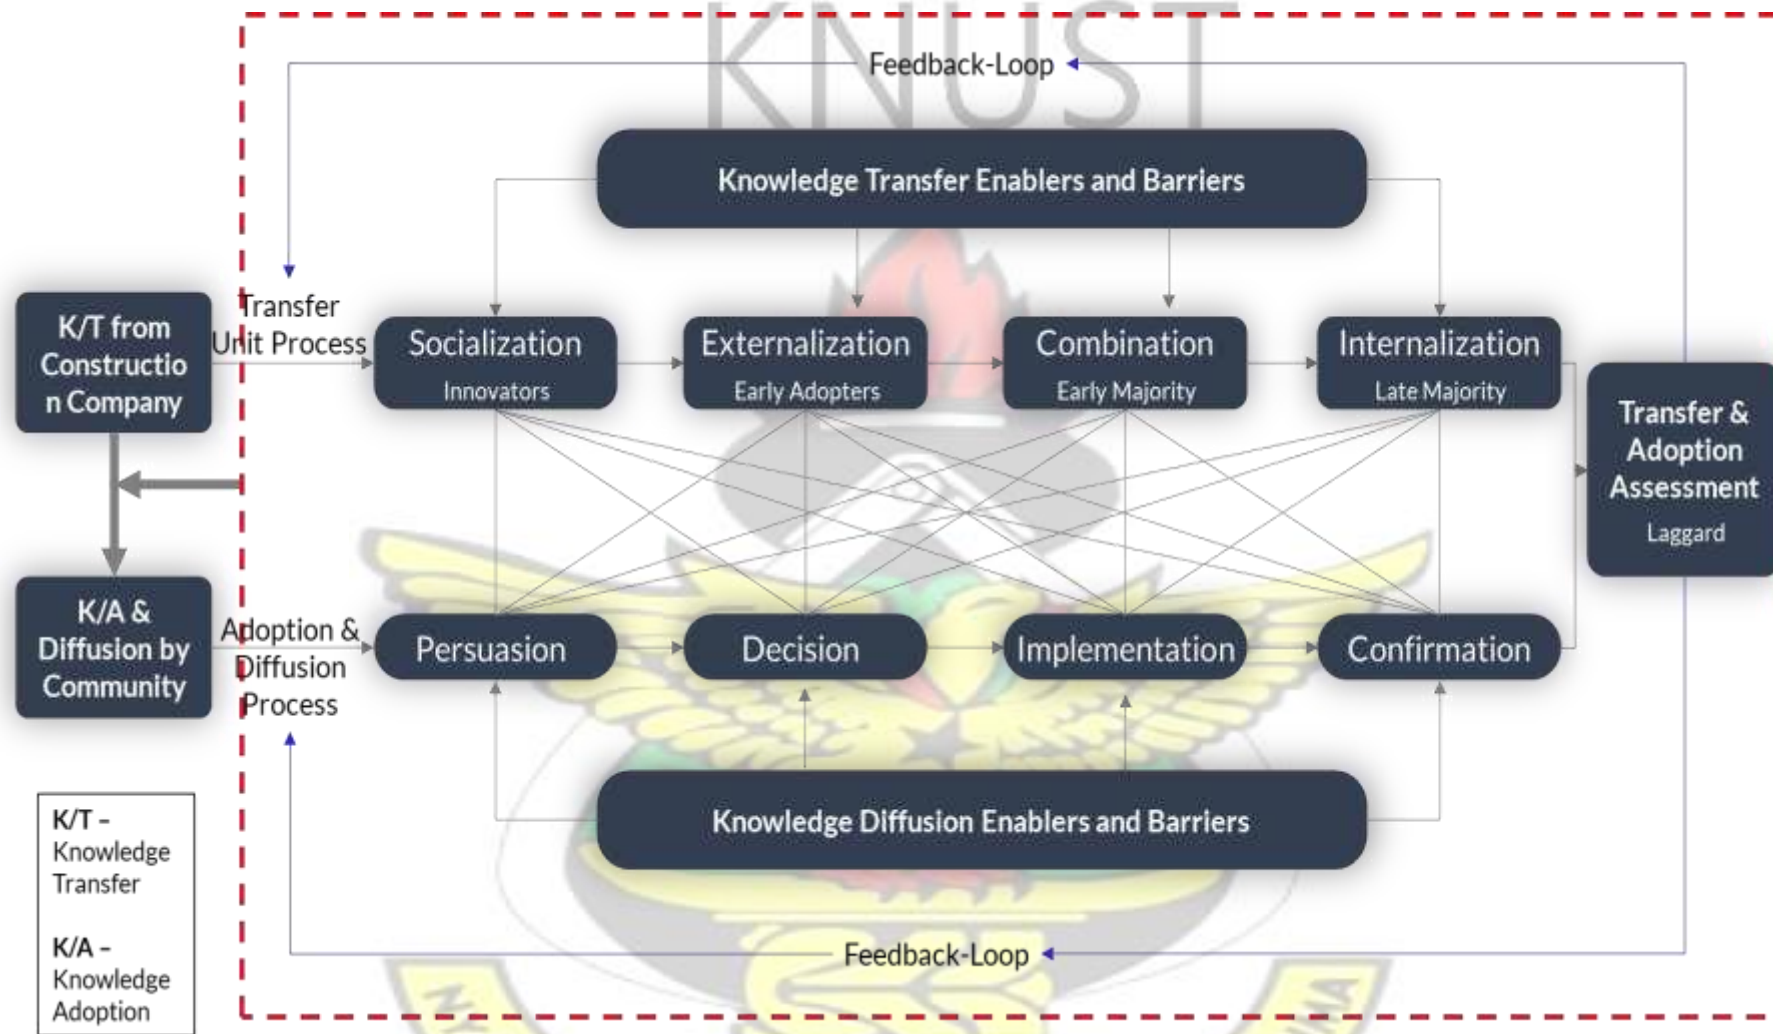 KNUST
Feedback-Loop
Knowledge Transfer Enablers and Barriers
K/T from
Constructio
n Company
Transfer
Unit Process
Socialization
Innovators
Externalization
Early Adopters
Combination
Early Majority
Internalization
Late Majority
Transfer &
Adoption
Assessment
Laggard
K/A &
Diffusion by
Community
Adoption &
Diffusion
Process
Persuasion
Decision
Implementation
Confirmation
Knowledge Diffusion Enablers and Barriers
K/T –
Knowledge
Transfer
K/A –
Knowledge
Adoption
Feedback-Loop